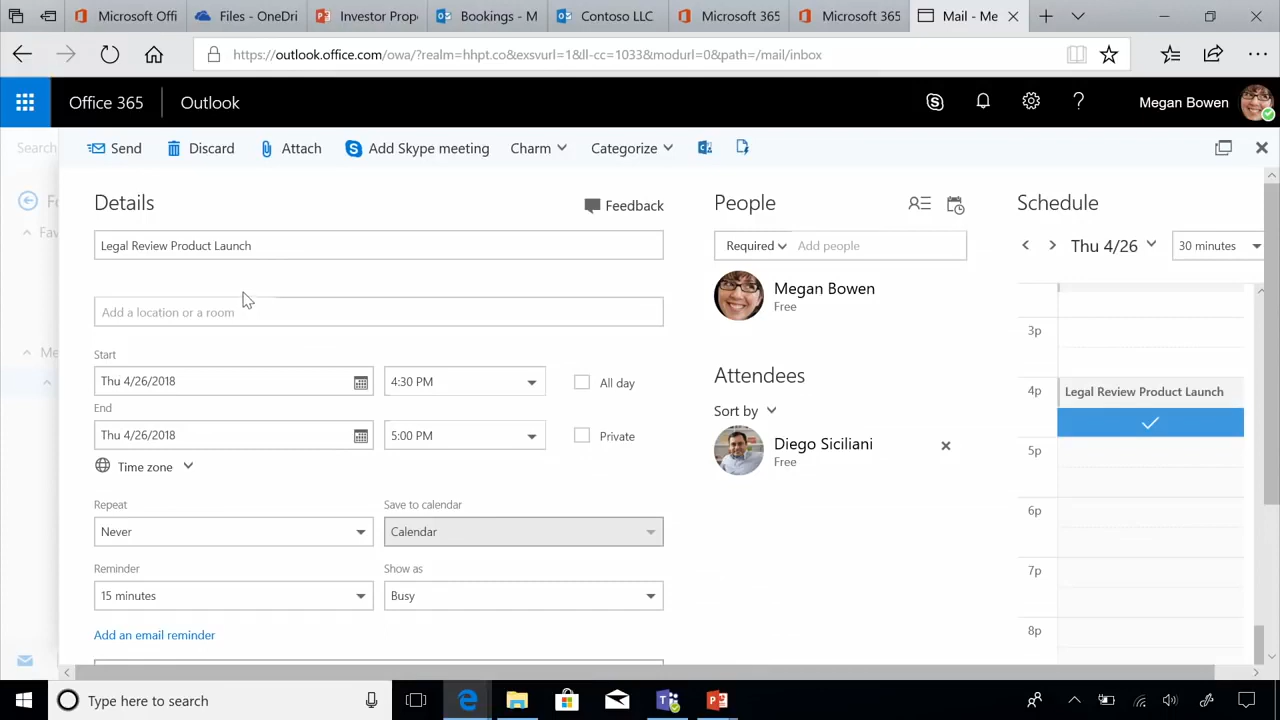 Microsoft Offi
Files - OneDri
Investor Prop
Bookings - M
Contoso LLC
Microsoft 365
Microsoft 365
Mail - Me
https://outlook.office.com/owa/?realm=hhpt.co&exsvurl=1&ll-cc=1033&modurl=0&path=/mail/inbox
Office 365
Outlook
Megan Bowen
Search
Send
Discard
Attach
Add Skype meeting
Charm
Categorize
Fav
Me
Details
Feedback
Legal Review Product Launch
Add a location or a room
Start
Thu 4/26/2018
4:30 PM
All day
End
Thu 4/26/2018
5:00 PM
Private
Time zone
Repeat
Save to calendar
Never
Calendar
Reminder
Show as
15 minutes
Busy
Add an email reminder
People
Required
Add people
Megan Bowen
Free
Attendees
Sort by
Diego Siciliani
Free
Schedule
Thu 4/26
30 minutes
3p
4p
Legal Review Product Launch
5p
6p
7p
8p
Type here to search